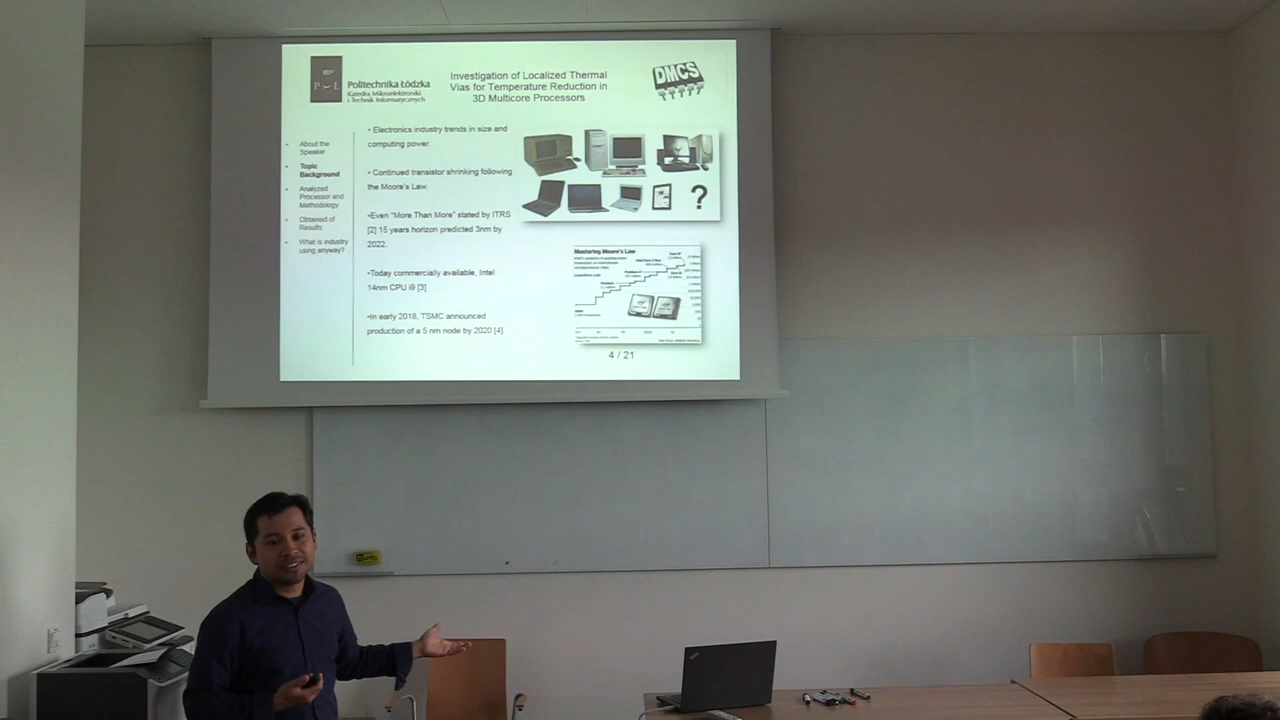 P Ł
Politechnika Łódzka
Katedra Mikroelektroniki
i Technik Informatycznych
Investigation of Localized Thermal
Vias for Temperature Reduction in
3D Multicore Processors
DMCS
• About the
Speaker
• Topic
Background
• Analyzed
Processor and
Methodology
• Obtained of
Results
• What is industry
using anyway?
• Electronics industry trends in size and
computing power;
• Continued transistor shrinking following
the Moore's Law.
•Even "More Than More" stated by ITRS
[2] 15 years horizon predicted 3nm by
2022.
•Today commercially available, Intel
14nm CPU i9 [3]
•In early 2018, TSMC announced
production of a 5 nm node by 2020 [4].
?
Mastering Moore's Law
4 / 21